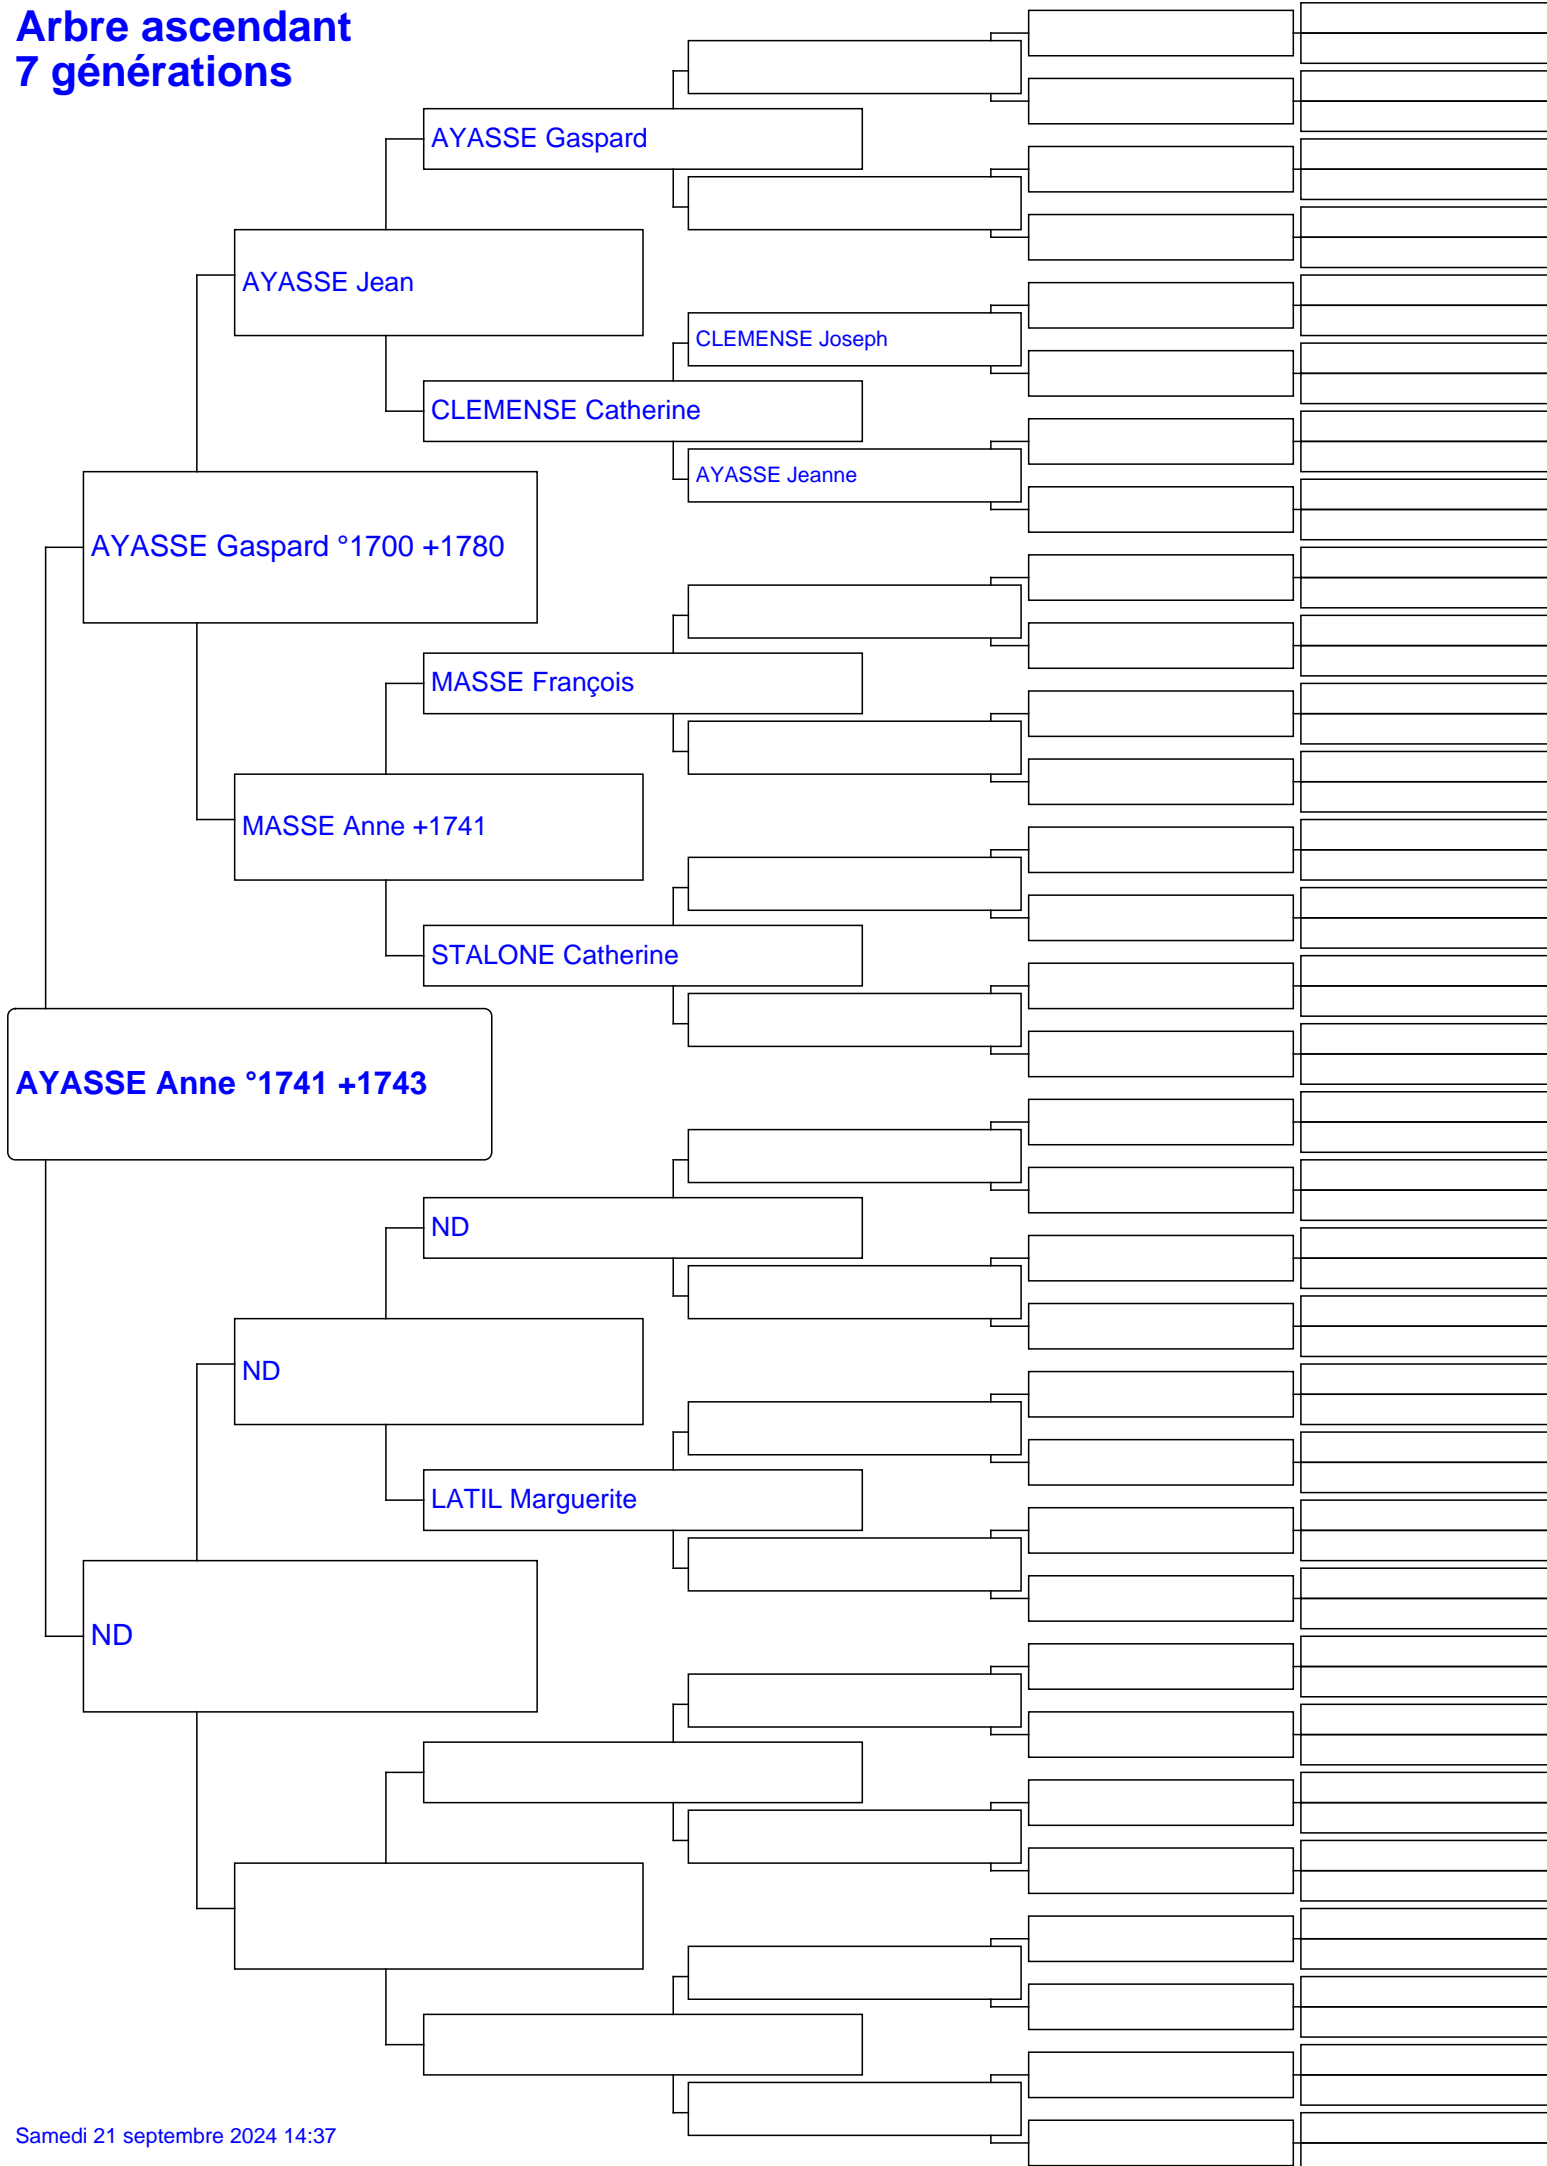 Arbre ascendant
7 générations
AYASSE Gaspard
AYASSE Jean
CLEMENSE Joseph
CLEMENSE Catherine
AYASSE Jeanne
AYASSE Gaspard °1700 +1780
MASSE François
MASSE Anne +1741
STALONE Catherine
AYASSE Anne °1741 +1743
ND
ND
LATIL Marguerite
ND
Samedi 21 septembre 2024 14:37